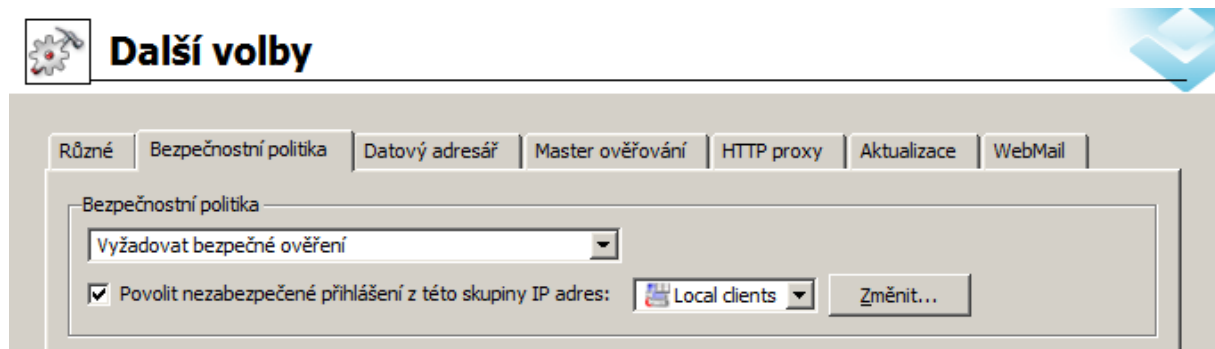 Další volby
Různé Bezpečnostní politika Datový adresář Master ověřování HTTP proxy Aktualizace WebMail
Bezpečnostní politika
Vyžadovat bezpečné ověření
Povolit nezabezpečené přihlášení z této skupiny IP adres: Local clients Změnit...